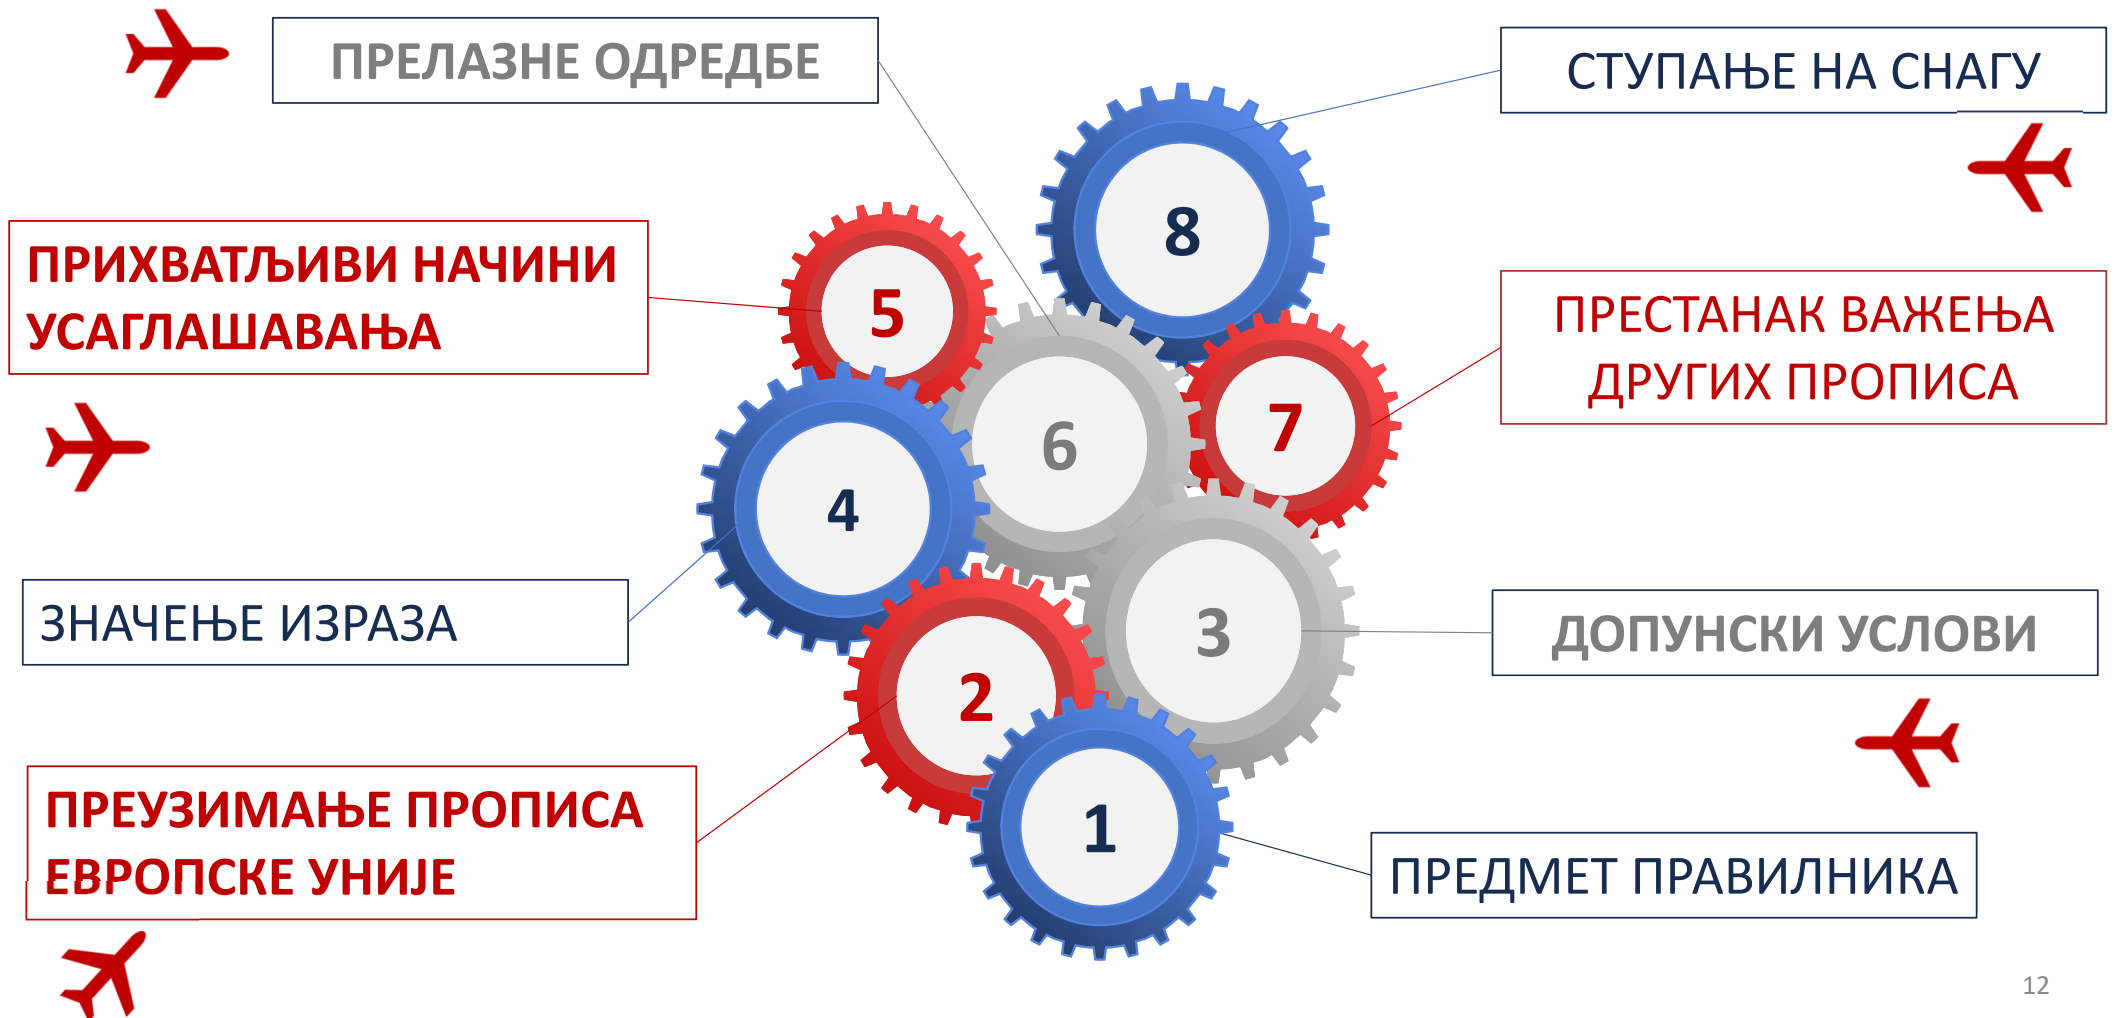 ПРЕЛАЗНЕ ОДРЕДБЕ
СТУПАЊЕ НА СНАГУ
8
ПРИХВАТЉИВИ НАЧИНИ
УСАГЛАШАВАЊА
5
ПРЕСТАНАК ВАЖЕЊА
ДРУГИХ ПРОПИСА
7
6
4
ЗНАЧЕЊЕ ИЗРАЗА
3
ДОПУНСКИ УСЛОВИ
2
ПРЕУЗИМАЊЕ ПРОПИСА
ЕВРОПСКЕ УНИЈЕ
1
ПРЕДМЕТ ПРАВИЛНИКА
12